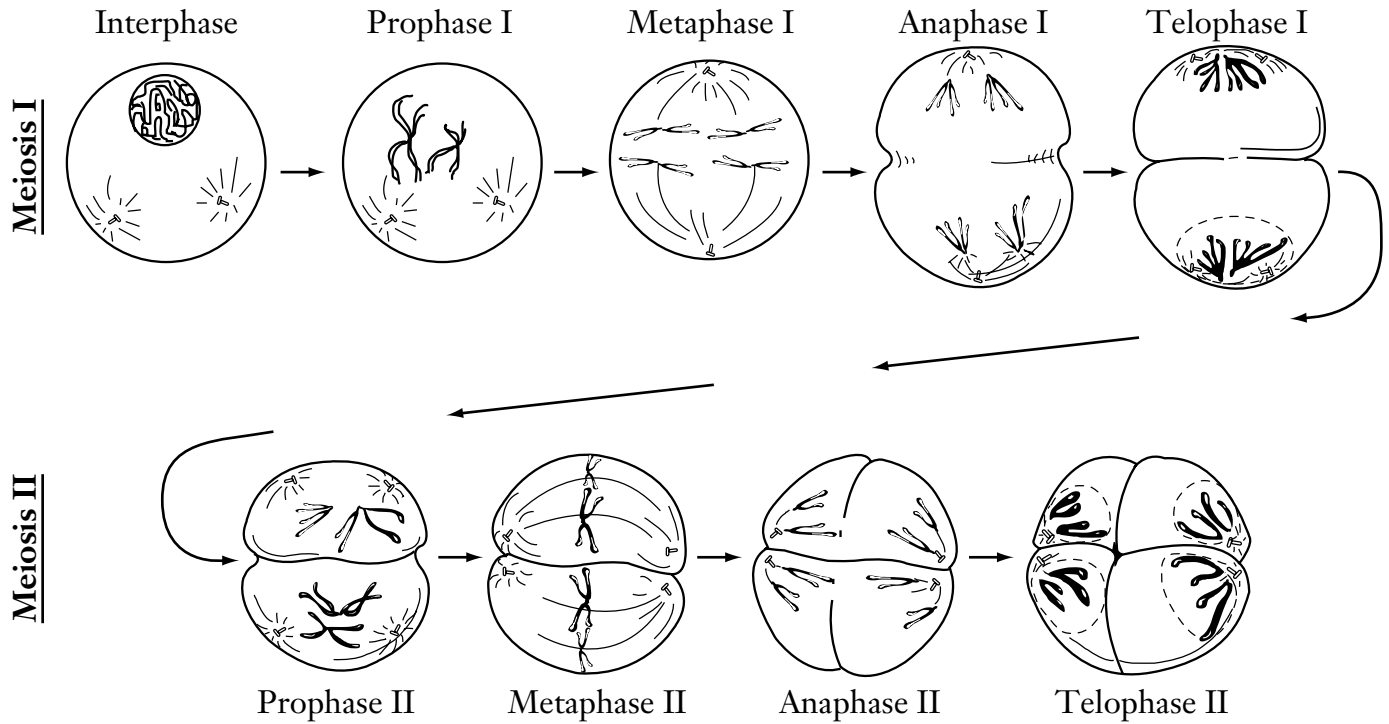 Interphase
Prophase I
Metaphase I
Anaphase I
Telophase I
Meiosis I
Meiosis II
Prophase II
Metaphase II
Anaphase II
Telophase II